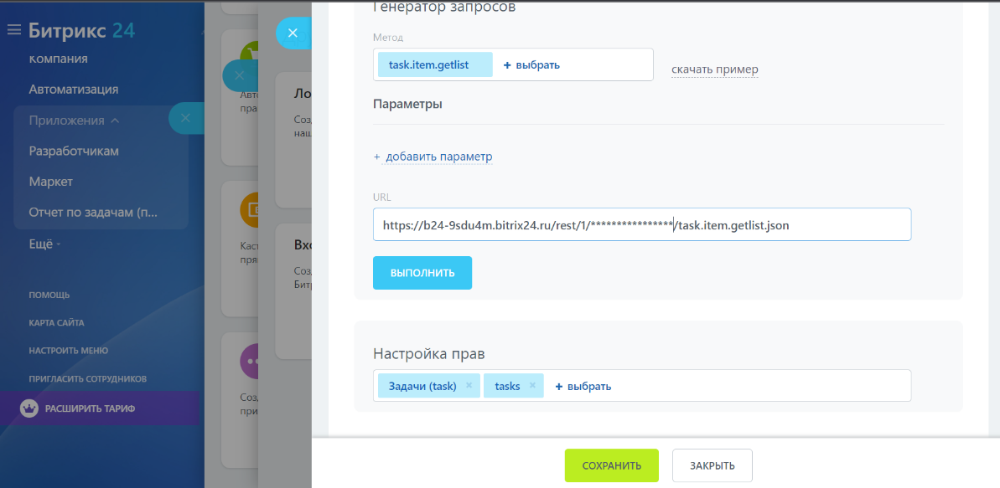 Битрикс 24
компания
Автоматизация
Приложения
Разработчикам
Маркет
Отчет по задачам (п...
Ещё
ПОМОЩЬ
КАРТА САЙТА
НАСТРОИТЬ МЕНЮ
ПРИГЛАСИТЬ СОТРУДНИКОВ
РАСШИРИТЬ ТАРИФ
Авто
пра
Каст
прям
Соз
при
Ло
Соз
наш
Вхо
Соз
Битр
Генератор запросов
Метод
task.item.getlist + выбрать
скачать пример
Параметры
+ добавить параметр
URL
https://b24-9sdu4m.bitrix24.ru/rest/1/****************/task.item.getlist.json
ВЫПОЛНИТЬ
Настройка прав
Задачи (task) × tasks × + выбрать
СОХРАНИТЬ ЗАКРЫТЬ